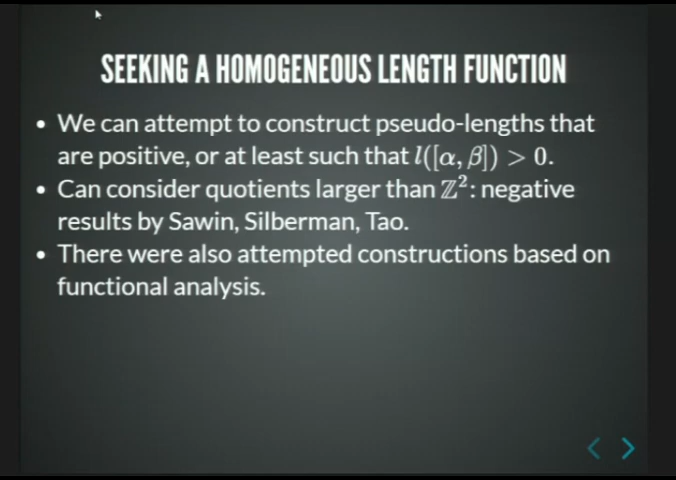 SEEKING A HOMOGENEOUS LENGTH FUNCTION
• We can attempt to construct pseudo-lengths that
are positive, or at least such that l([α, β]) > 0.
• Can consider quotients larger than ℤ²: negative
results by Sawin, Silberman, Tao.
• There were also attempted constructions based on
functional analysis.